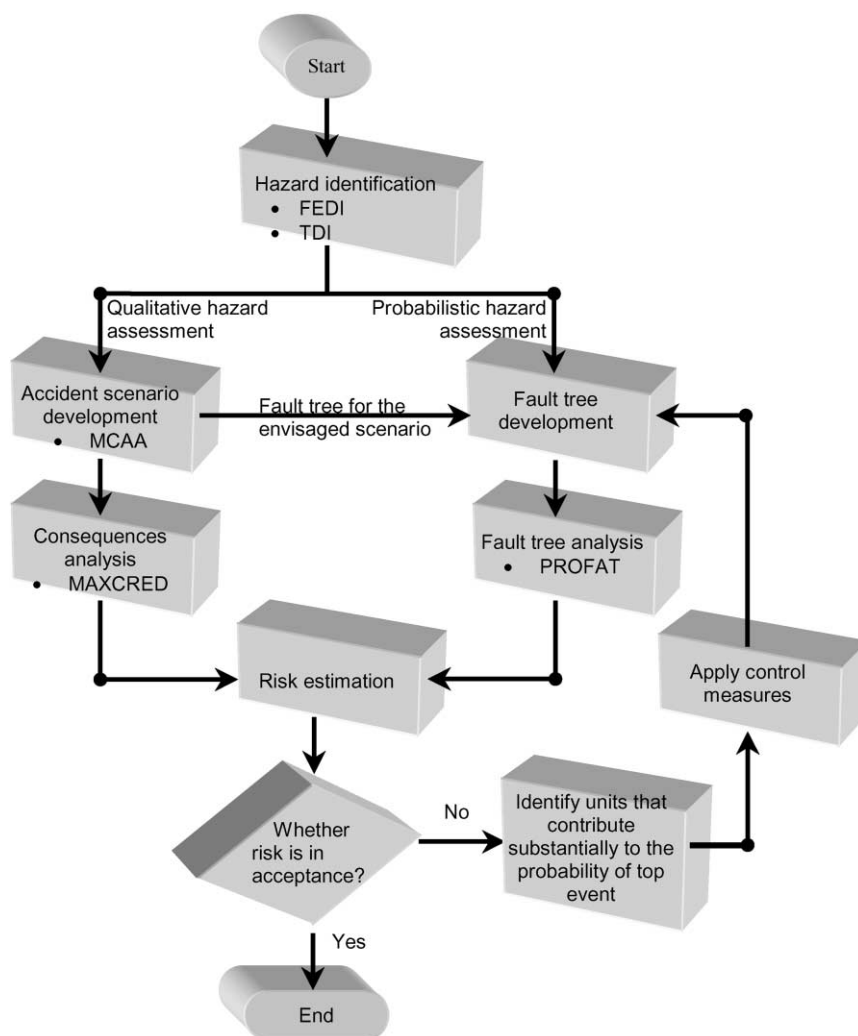 Start
Hazard identification
• FEDI
• TDI
Qualitative hazard
assessment
Probabilistic hazard
assessment
Accident scenario
development
• MCAA
Fault tree for the
envisaged scenario
Fault tree
development
Consequences
analysis
• MAXCRED
Fault tree analysis
• PROFAT
Risk estimation
Apply control
measures
Whether
risk is in
acceptance?
No
Identify units that
contribute
substantially to the
probability of top
event
Yes
End